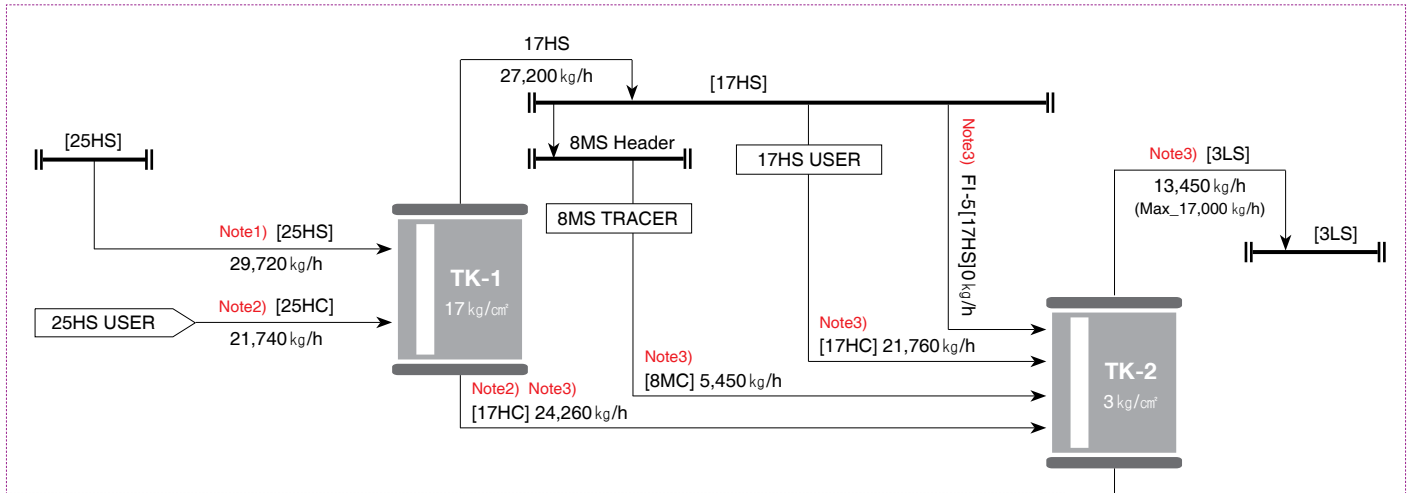 17HS
27,200 kg/h
[17HS]
[25HS]
8MS Header
17HS USER
Note3) FI-5[17HS]0 kg/h
Note3) [3LS]
13,450 kg/h
(Max_17,000 kg/h)
8MS TRACER
[3LS]
Note1) [25HS]
29,720 kg/h
TK-1
17 kg/cm²
25HS USER
Note2) [25HC]
21,740 kg/h
Note3)
[17HC] 21,760 kg/h
Note3)
[8MC] 5,450 kg/h
TK-2
3 kg/cm²
Note2) Note3)
[17HC] 24,260 kg/h